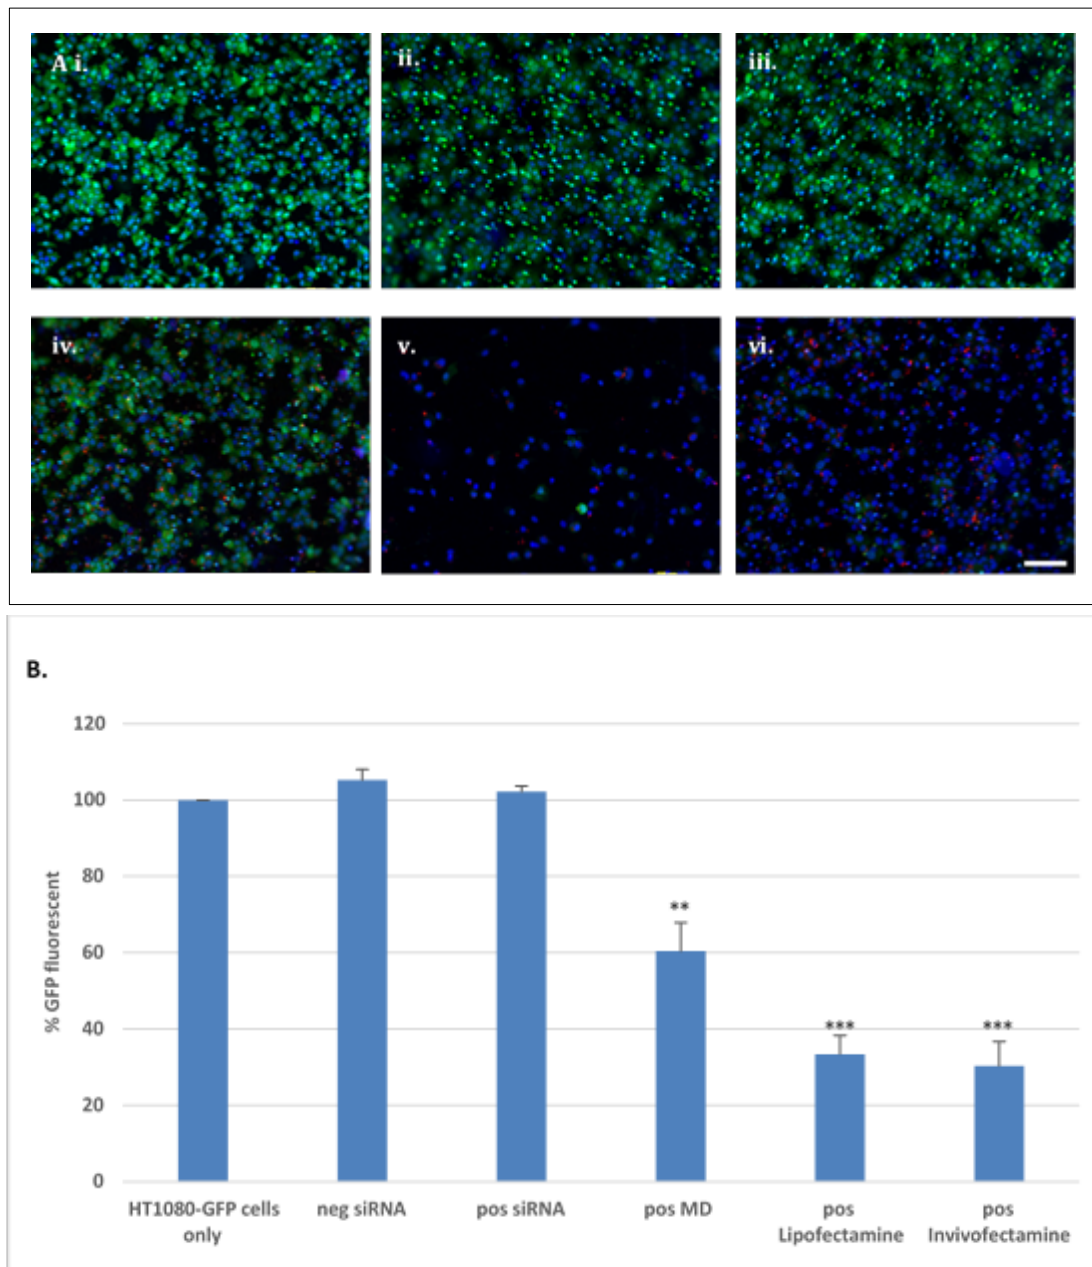 A i.
ii.
iii.
iv.
v.
vi.
B.
120
100
80
60
40
20
0
% GFP fluorescent
**
***
***
HT1080-GFP cells only
neg siRNA
pos siRNA
pos MD
pos Lipofectamine
pos Invivofectamine